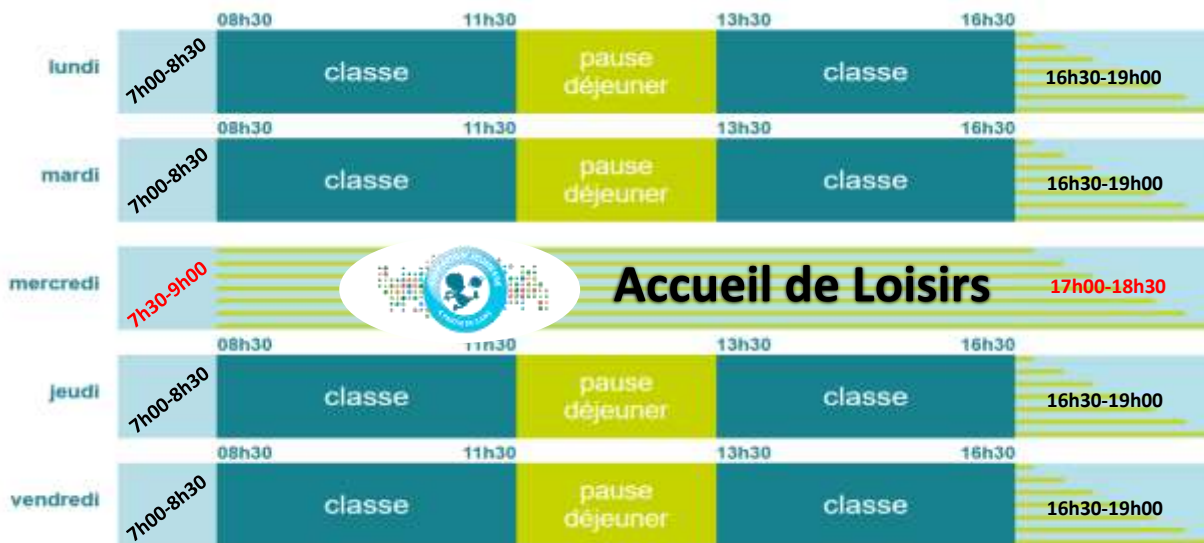 08h30 11h30 13h30 16h30
lundi 7h00-8h30 classe pause déjeuner classe 16h30-19h00
08h30 11h30 13h30 16h30
mardi 7h00-8h30 classe pause déjeuner classe 16h30-19h00
mercredi 7h30-9h00 Accueil de Loisirs 17h00-18h30
08h30 11h30 13h30 16h30
jeudi 7h00-8h30 classe pause déjeuner classe 16h30-19h00
08h30 11h30 13h30 16h30
vendredi 7h00-8h30 classe pause déjeuner classe 16h30-19h00